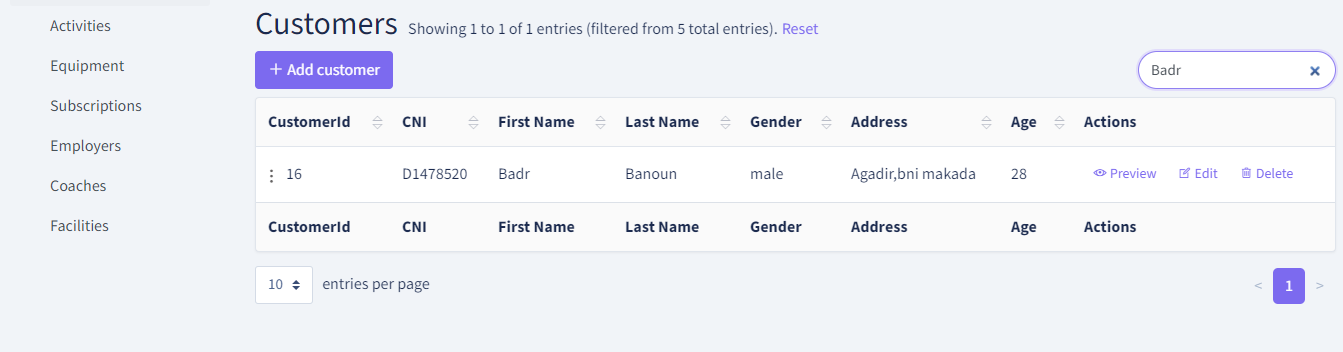 Activities
Equipment
Subscriptions
Employers
Coaches
Facilities
Customers Showing 1 to 1 of 1 entries (filtered from 5 total entries). Reset
+ Add customer
Badr
CustomerId CNI First Name Last Name Gender Address Age Actions
16 D1478520 Badr Banoun male Agadir,bni makada 28 Preview Edit Delete
CustomerId CNI First Name Last Name Gender Address Age Actions
10 entries per page
< 1 >